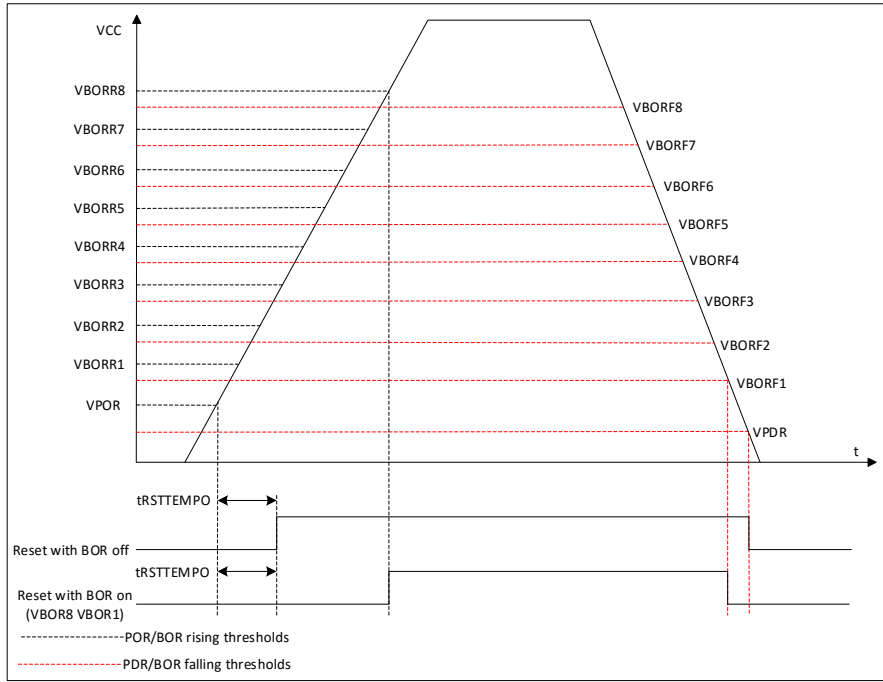 VCC
VBORR8
VBORR7
VBORR6
VBORR5
VBORR4
VBORR3
VBORR2
VBORR1
VPOR
VBORF8
VBORF7
VBORF6
VBORF5
VBORF4
VBORF3
VBORF2
VBORF1
VPDR
t
tRSTTEMPO
Reset with BOR off
tRSTTEMPO
Reset with BOR on
(VBOR8 VBOR1)
POR/BOR rising thresholds
PDR/BOR falling thresholds